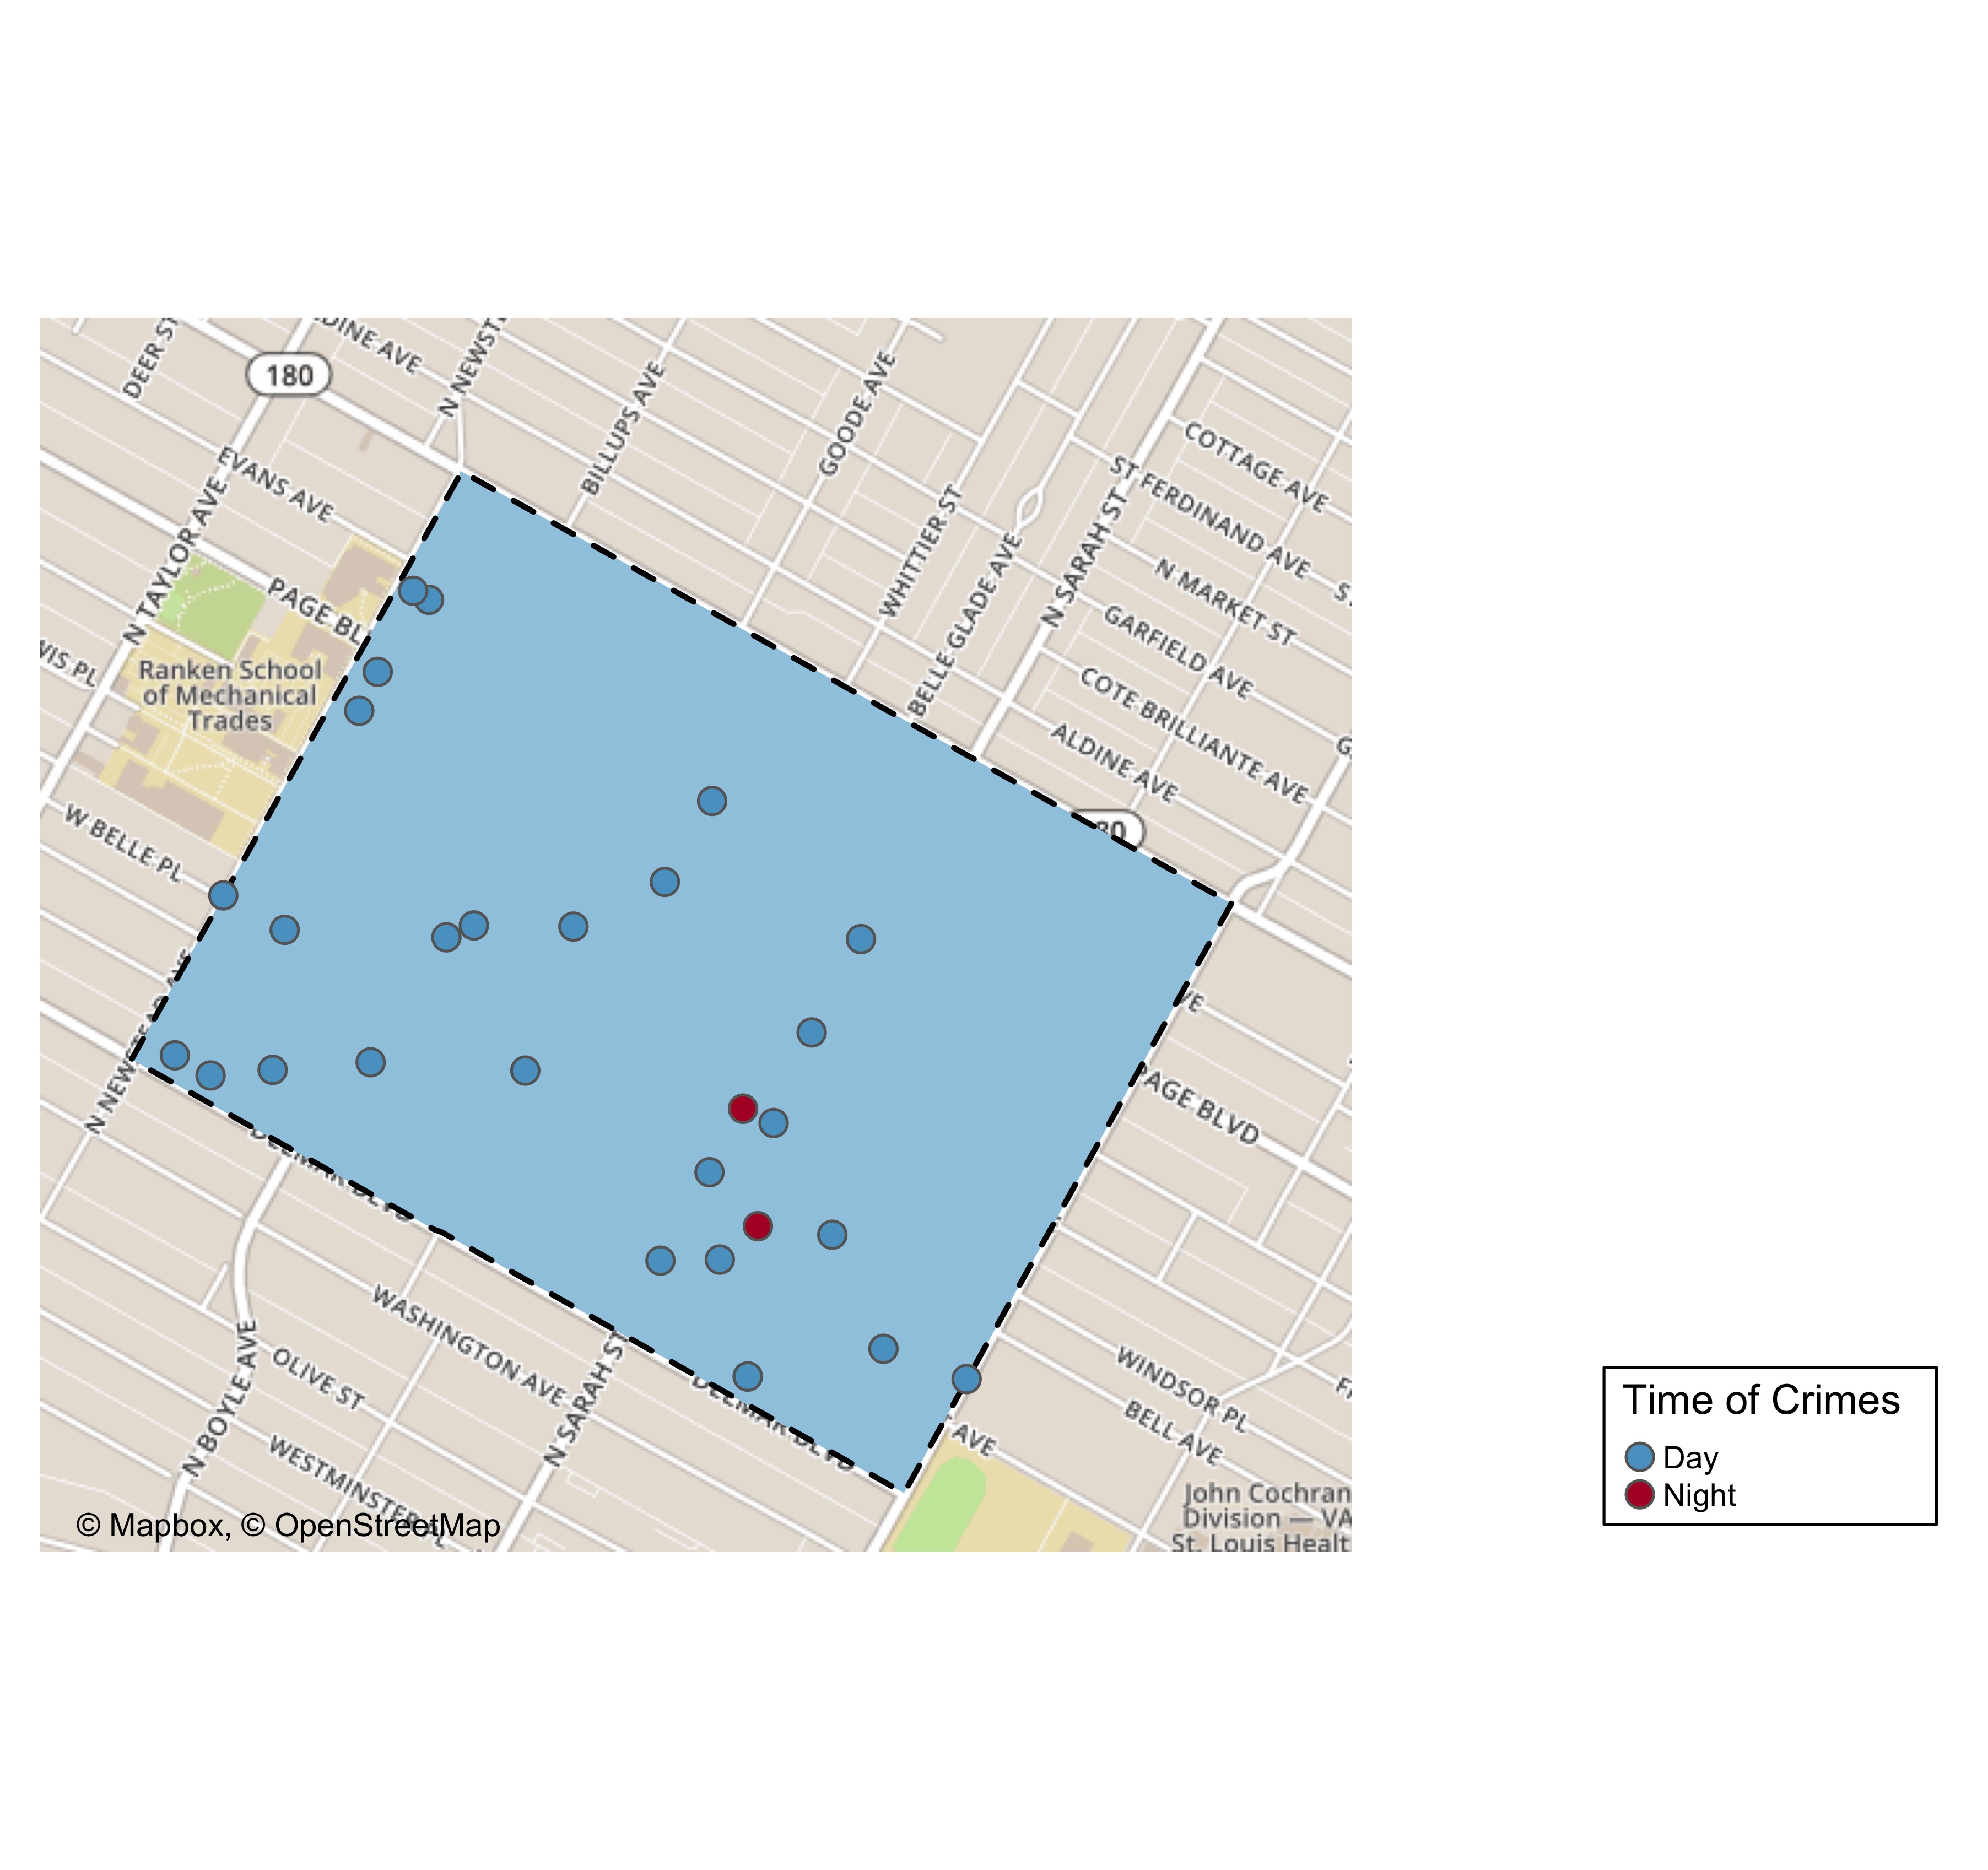 DEER ST
DINE AVE
N NEWST
180
BILLUPS AVE
GOODE AVE
COTTAGE AVE
EVANS AVE
N TAYLOR AVE
WHITTIER ST
ST FERDINAND AVE
N SARAH ST
N MARKET ST
PAGE BL
BELLE GLADE AVE
GARFIELD AVE
WIS PL
Ranken School
of Mechanical
Trades
COTE BRILLIANTE AVE
ALDINE AVE
W BELLE PL
PAGE BLVD
N NEWSTEAD AVE
DELMAR BLVD
WASHINGTON AVE
OLIVE ST
N BOYLE AVE
N SARAH ST
WESTMINSTER PL
DELMAR BLVD
AVE
WINDSOR PL
BELL AVE
John Cochran
Division — VA
St. Louis Healt
© Mapbox, © OpenStreetMap
Time of Crimes
Day
Night